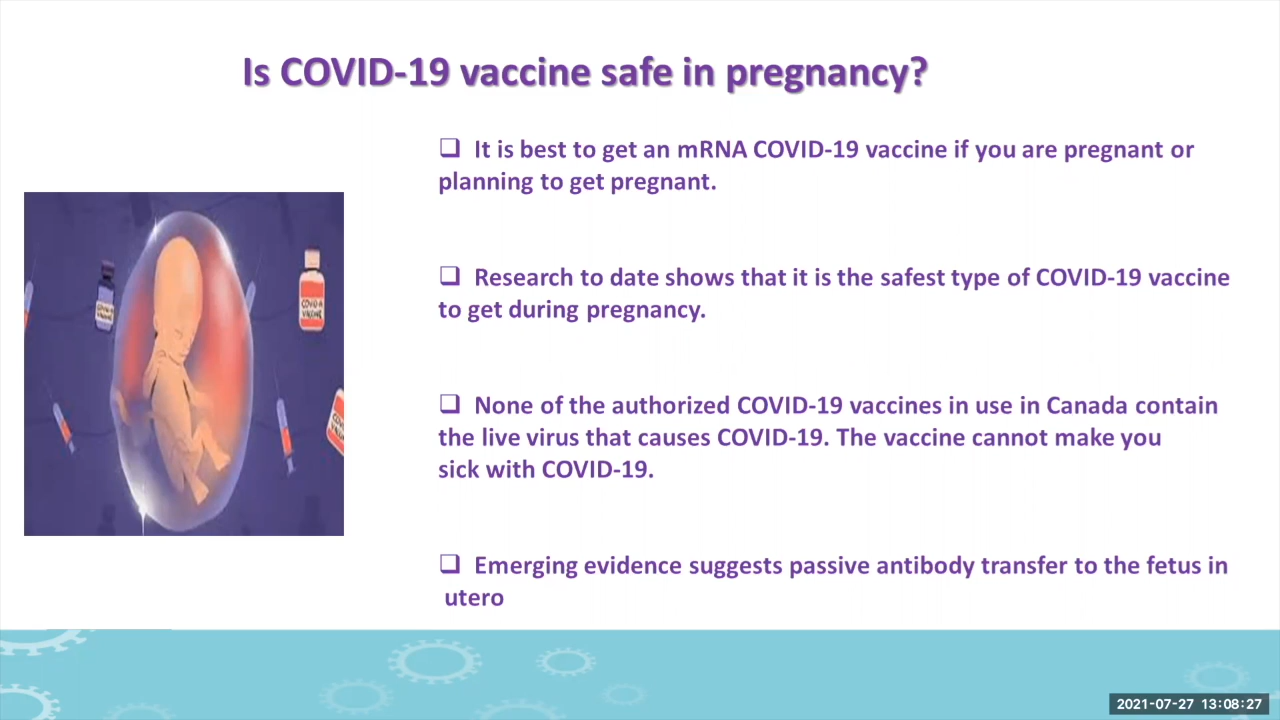 Is COVID-19 vaccine safe in pregnancy?
❑ It is best to get an mRNA COVID-19 vaccine if you are pregnant or
planning to get pregnant.
❑ Research to date shows that it is the safest type of COVID-19 vaccine
to get during pregnancy.
❑ None of the authorized COVID-19 vaccines in use in Canada contain
the live virus that causes COVID-19. The vaccine cannot make you
sick with COVID-19.
❑ Emerging evidence suggests passive antibody transfer to the fetus in
utero
COVID-19
VACCINE
2021-07-27 13:08:27